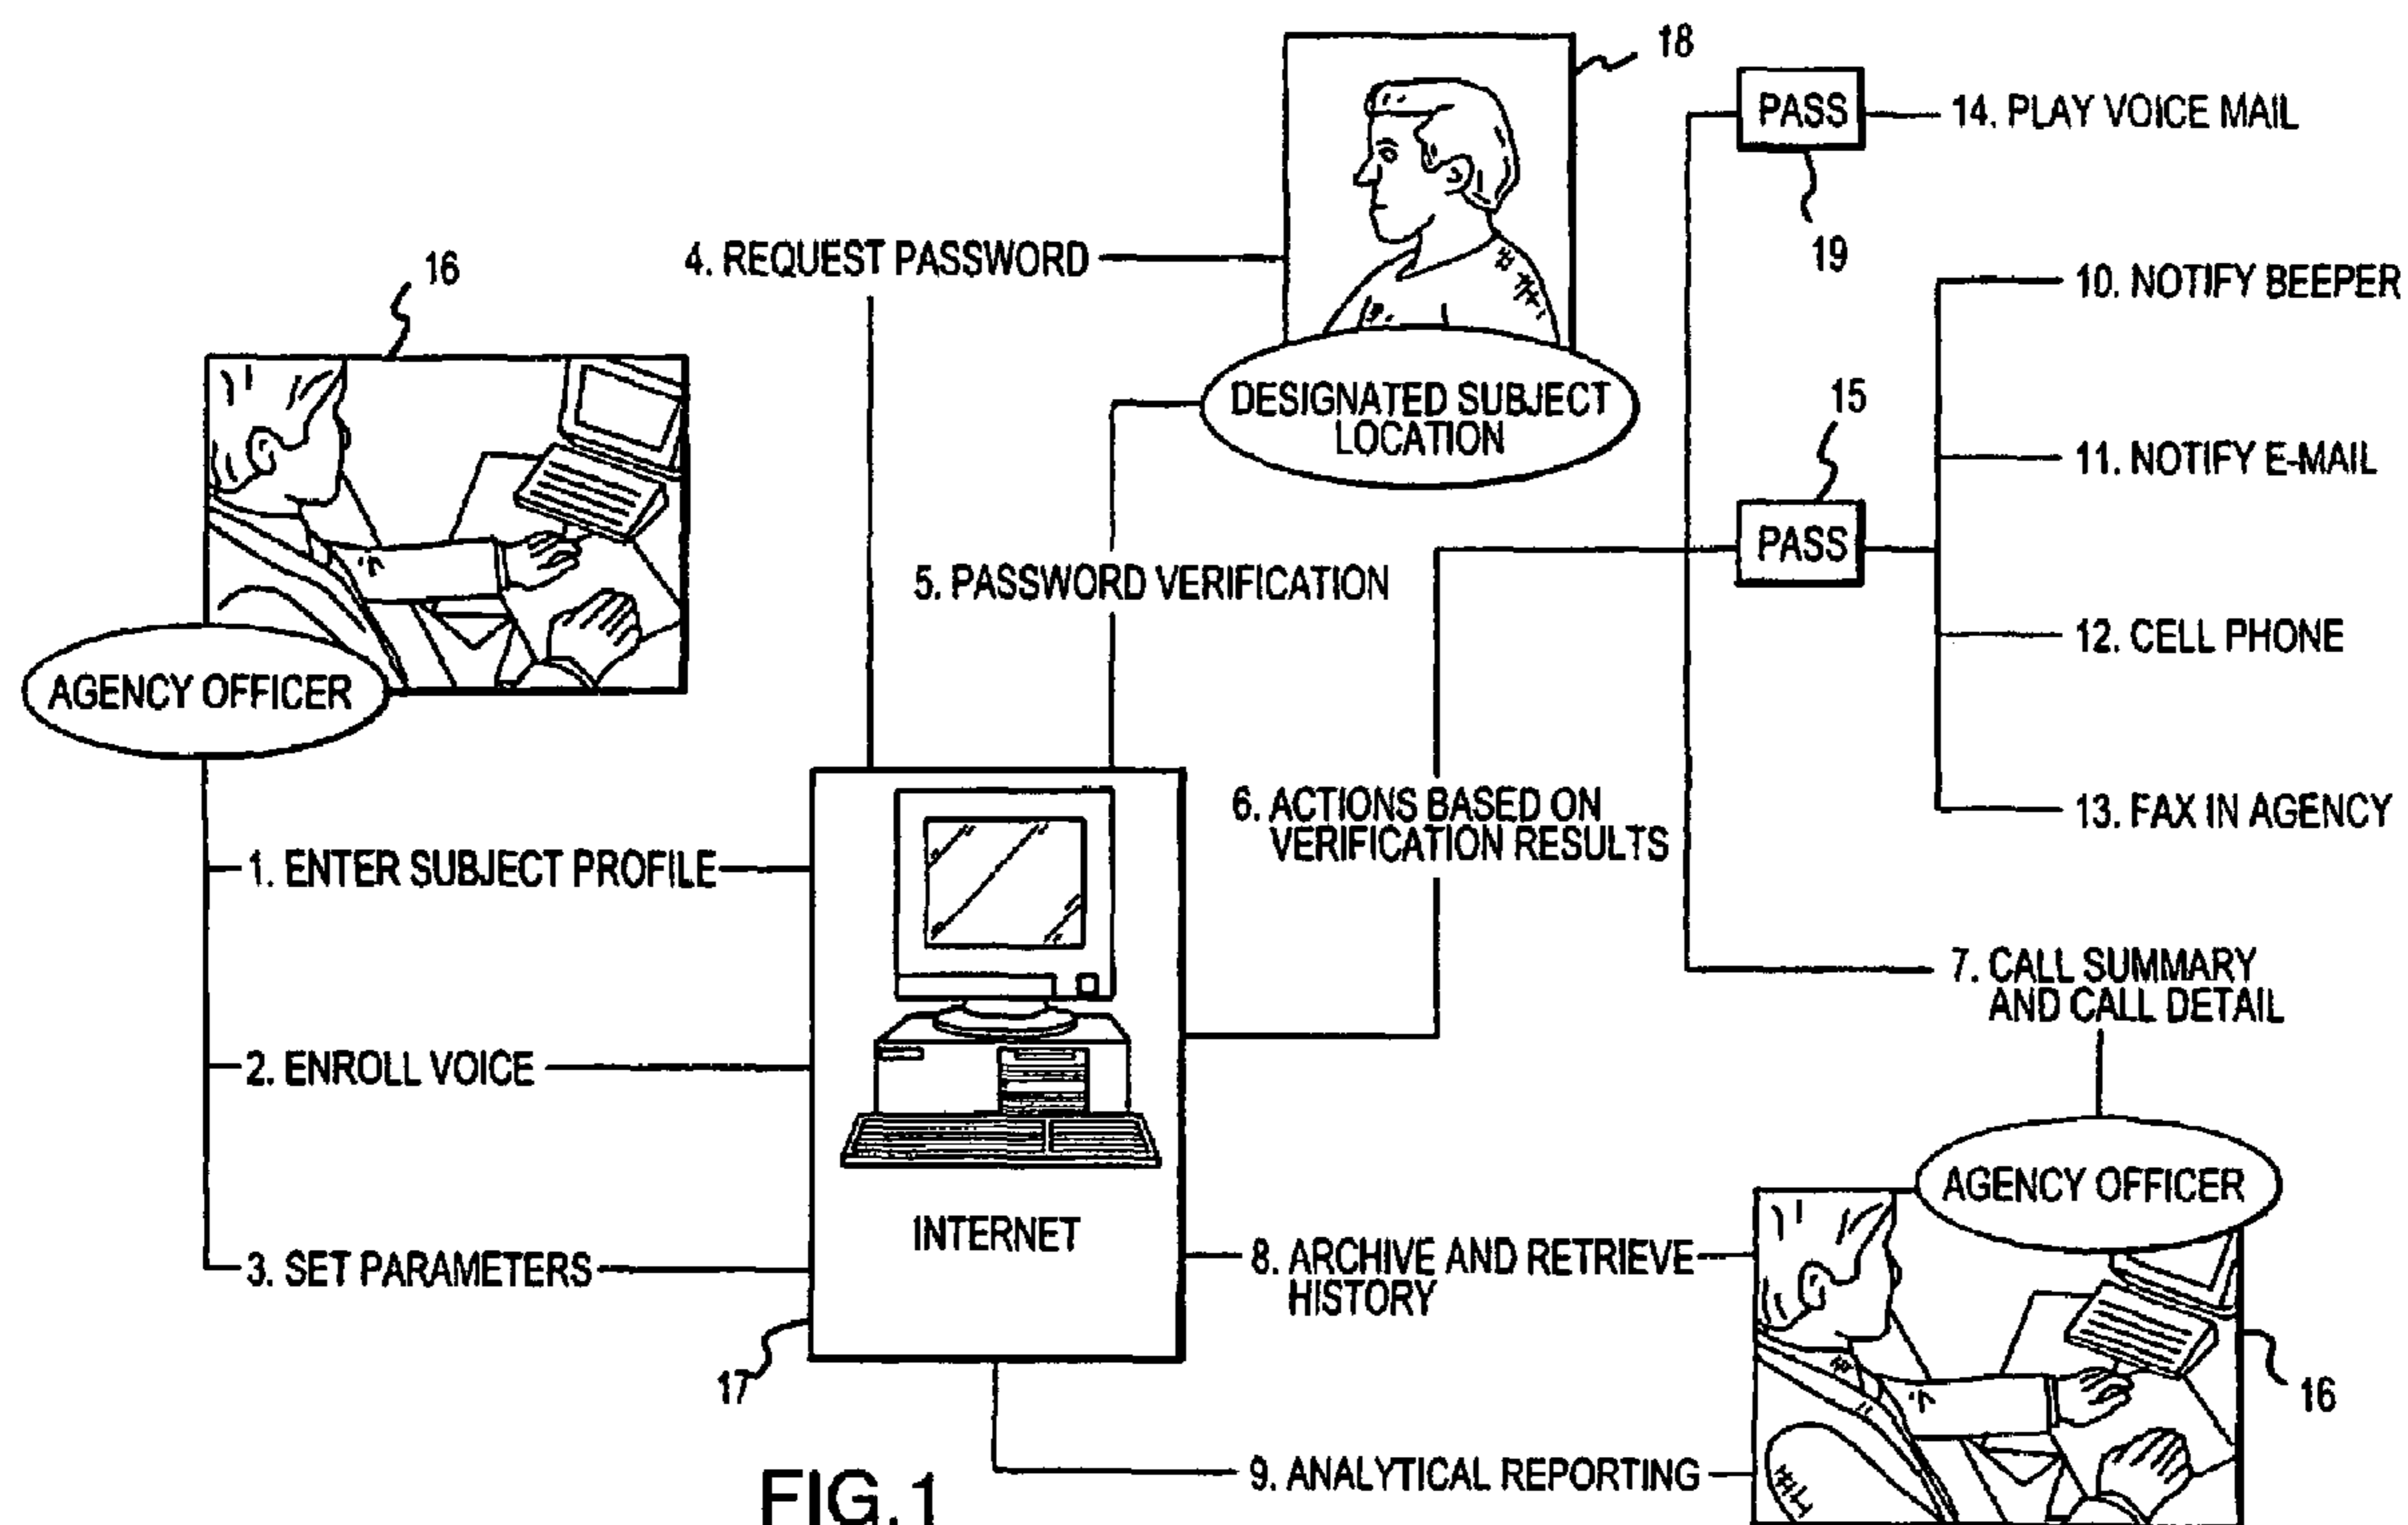 18
PASS
14. PLAY VOICE MAIL
19
4. REQUEST PASSWORD
16
10. NOTIFY BEEPER
DESIGNATED SUBJECT
LOCATION
15
11. NOTIFY E-MAIL
PASS
5. PASSWORD VERIFICATION
12. CELL PHONE
AGENCY OFFICER
6. ACTIONS BASED ON
VERIFICATION RESULTS
13. FAX IN AGENCY
1. ENTER SUBJECT PROFILE
7. CALL SUMMARY
AND CALL DETAIL
2. ENROLL VOICE
AGENCY OFFICER
INTERNET
3. SET PARAMETERS
8. ARCHIVE AND RETRIEVE
HISTORY
17
16
9. ANALYTICAL REPORTING
FIG.1